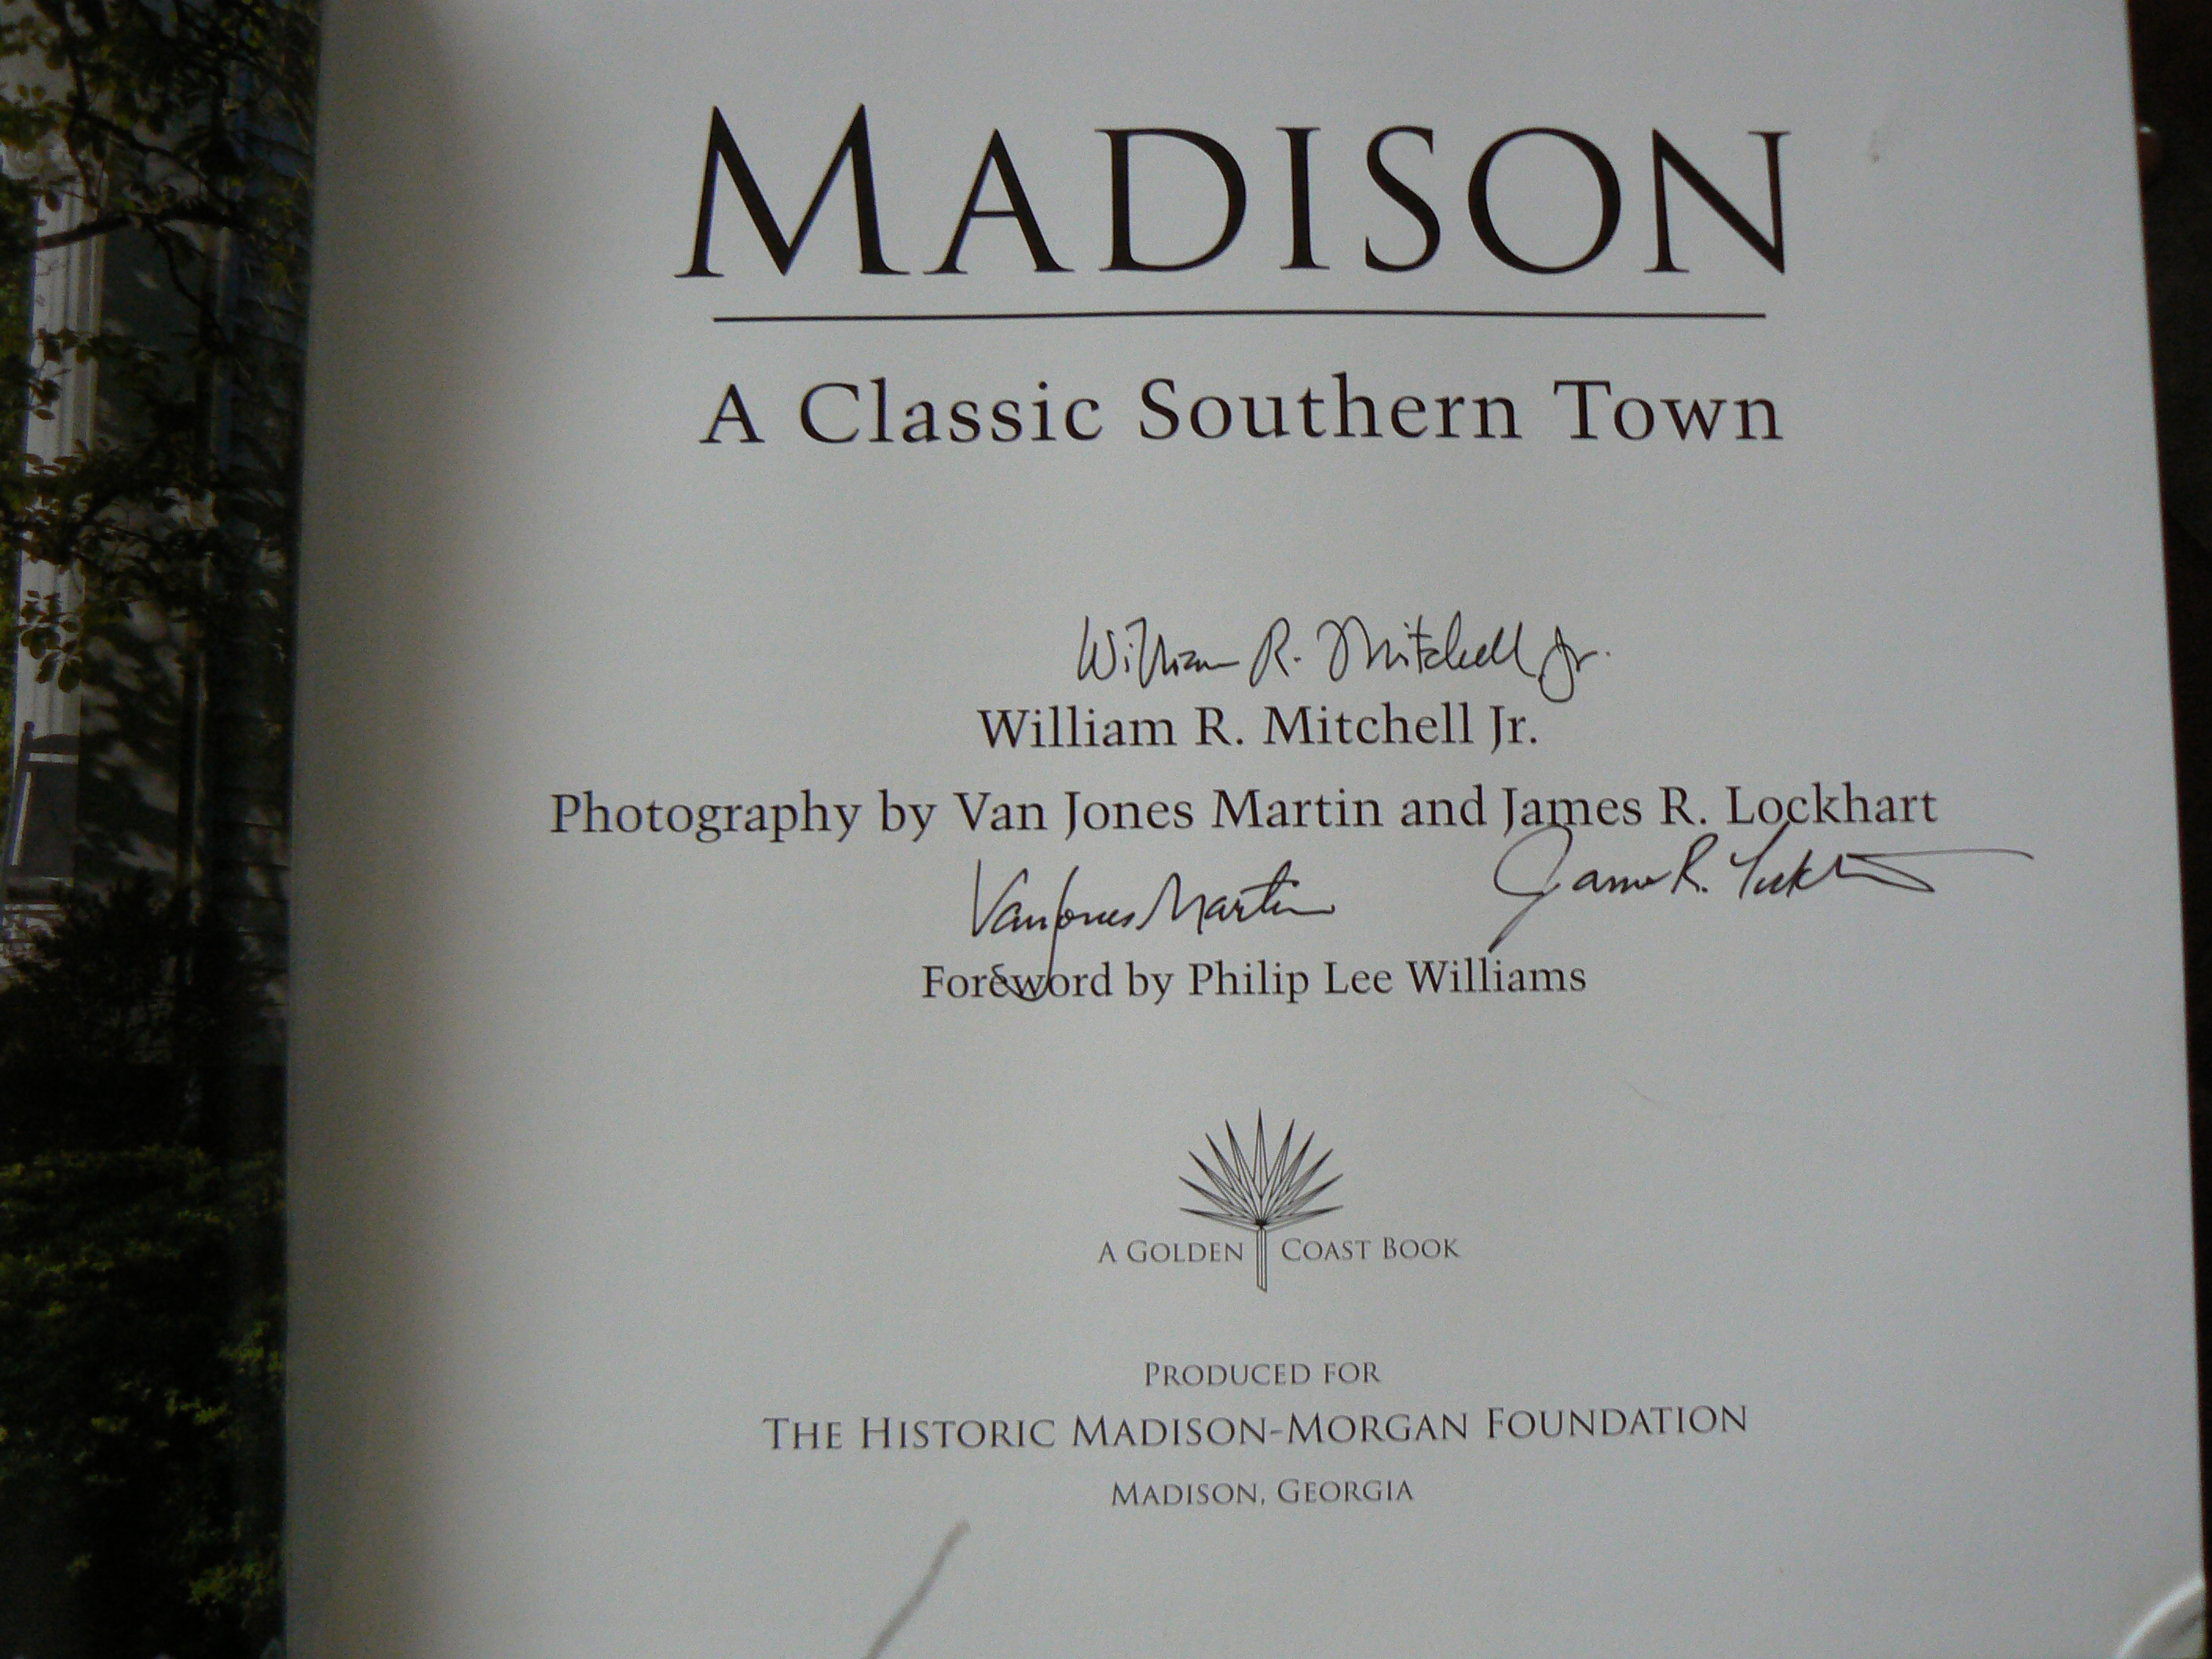 MADISON
A Classic Southern Town
William R. Mitchell Jr.
William R. Mitchell Jr.
Photography by Van Jones Martin and James R. Lockhart
Van Jones Martin James R. Lockhart
Foreword by Philip Lee Williams
A GOLDEN COAST BOOK
PRODUCED FOR
THE HISTORIC MADISON-MORGAN FOUNDATION
MADISON, GEORGIA